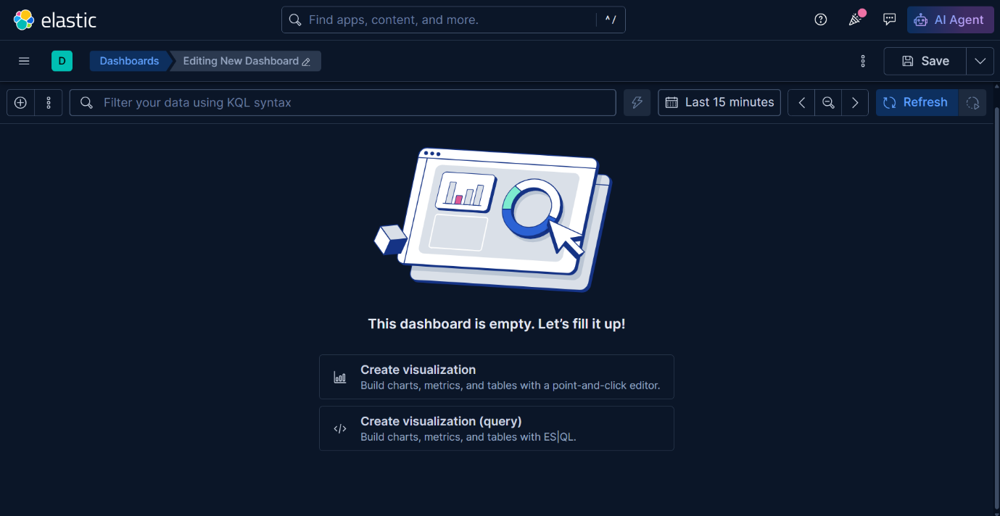 elastic
Find apps, content, and more.
^ /
AI Agent
D
Dashboards
Editing New Dashboard
Save
Filter your data using KQL syntax
Last 15 minutes
Refresh
This dashboard is empty. Let’s fill it up!
Create visualization
Build charts, metrics, and tables with a point-and-click editor.
Create visualization (query)
Build charts, metrics, and tables with ES|QL.